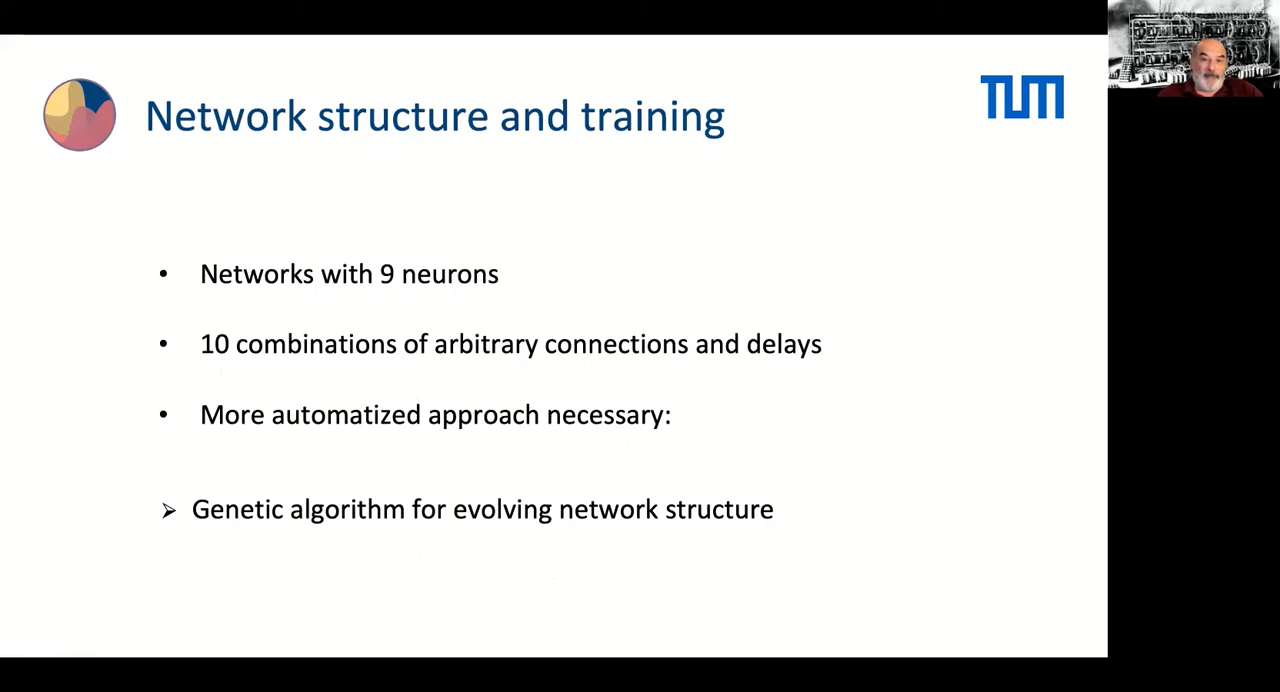 Network structure and training
TUM
• Networks with 9 neurons
• 10 combinations of arbitrary connections and delays
• More automatized approach necessary:
➢ Genetic algorithm for evolving network structure